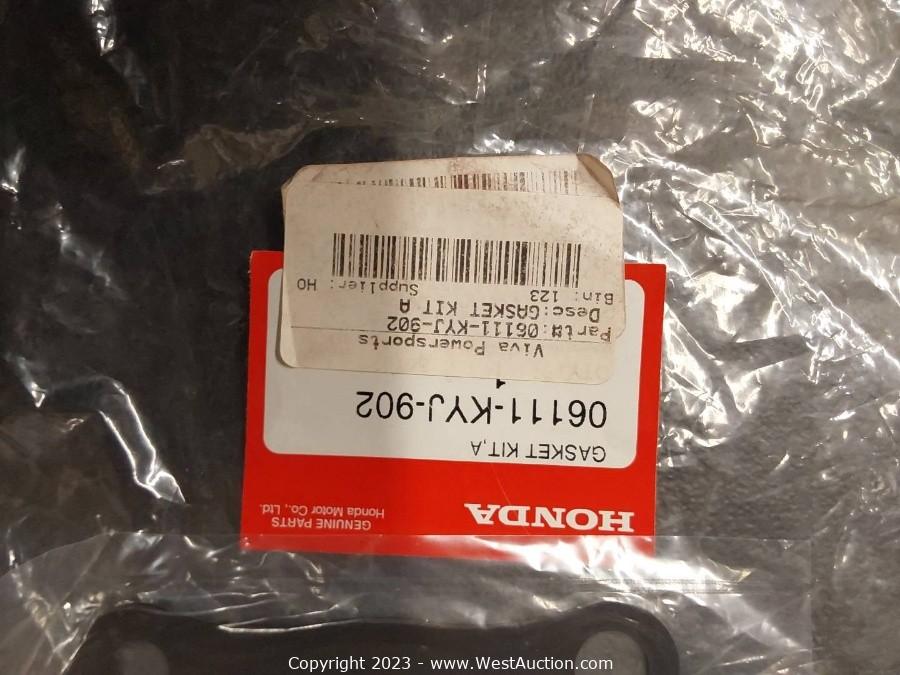 HONDA
GENUINE PARTS
Honda Motor Co., Ltd.
GASKET KIT,A
06111-KYJ-902
1
Viva Powersports
Part#:06111-KYJ-902
Desc:GASKET KIT A
Bin: 123
Supplier: HO
Copyright 2023 - www.WestAuction.com